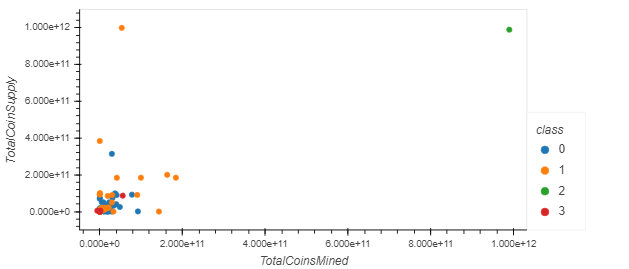 TotalCoinSupply
1.000e+12
8.000e+11
6.000e+11
4.000e+11
2.000e+11
0.000e+0
0.000e+0 2.000e+11 4.000e+11 6.000e+11 8.000e+11 1.000e+12
TotalCoinsMined
class
0
1
2
3